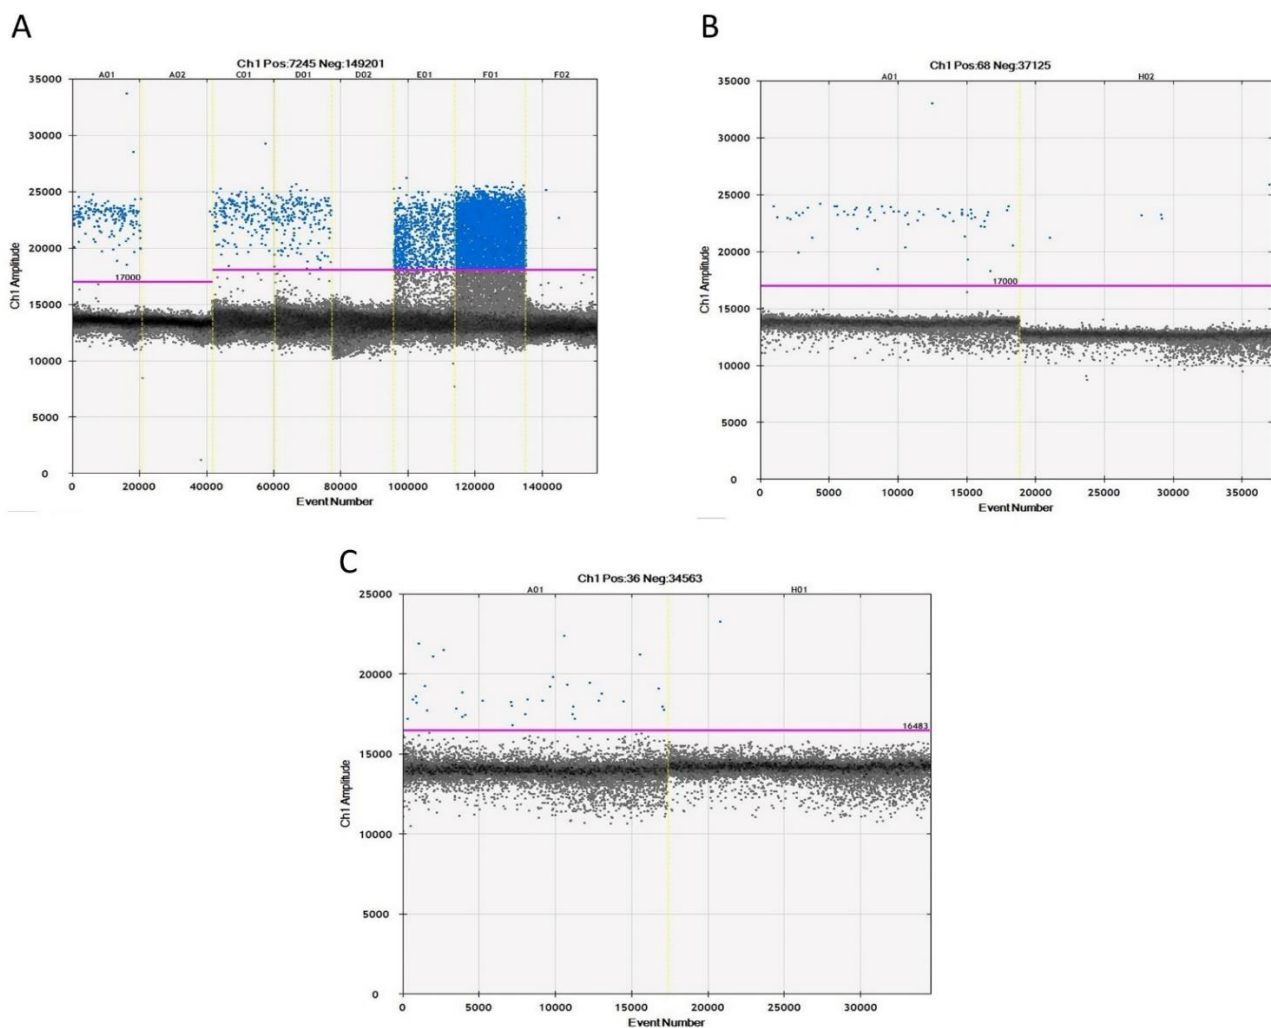 A
Ch1 Pos:7245 Neg:149201
A01 A02 C01 D01 D02 E01 F01 F02
35000
30000
25000
20000
17000
15000
10000
5000
0
Ch1 Amplitude
0 20000 40000 60000 80000 100000 120000 140000
Event Number
B
Ch1 Pos:68 Neg:37125
A01 H02
35000
30000
25000
20000
17000
15000
10000
5000
0
Ch1 Amplitude
0 5000 10000 15000 20000 25000 30000 35000
Event Number
C
Ch1 Pos:36 Neg:34563
A01 H01
25000
20000
16483
15000
10000
5000
0
Ch1 Amplitude
0 5000 10000 15000 20000 25000 30000
Event Number